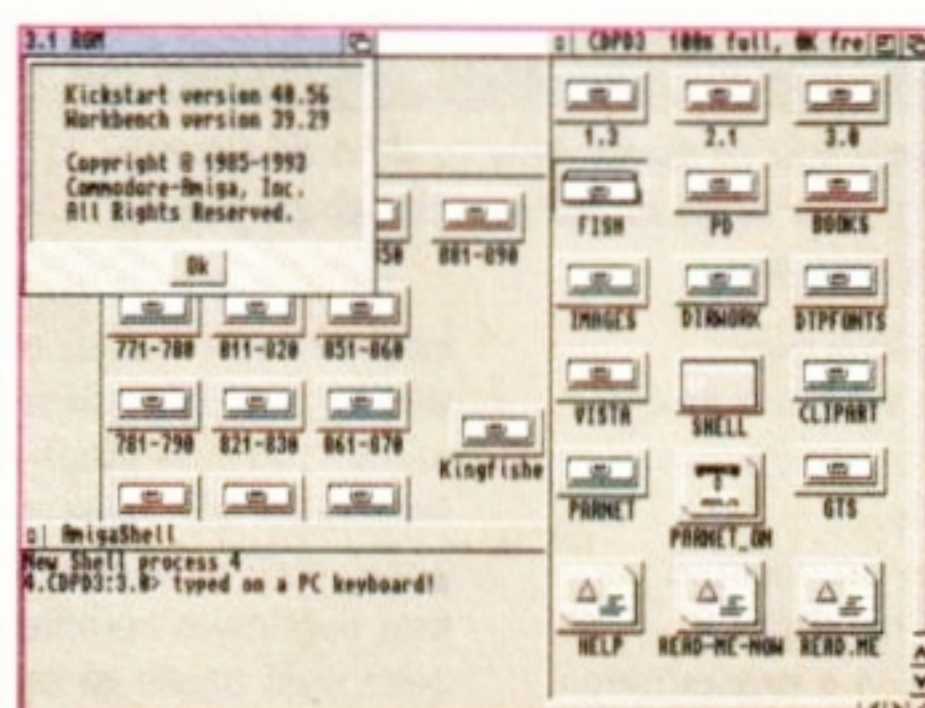 3.1 ROM
Kickstart version 40.56
Workbench version 39.29
Copyright © 1985-1993
Commodore-Amiga, Inc.
All Rights Reserved.
Ok
CDPD3 100% full, 0K fre
1.3 2.1 3.0
FISH PD BOOKS
IMAGES DIRWORK DTPFONTS
VISTA SHELL CLIPART
PARNET PARNET_ON GTS
HELP READ-ME-NOW READ.ME
50 881-890
771-780 811-820 851-860
781-790 821-830 861-870
Kingfishe
AmigaShell
New Shell process 4
4.CDPD3:3.0> typed on a PC keyboard!